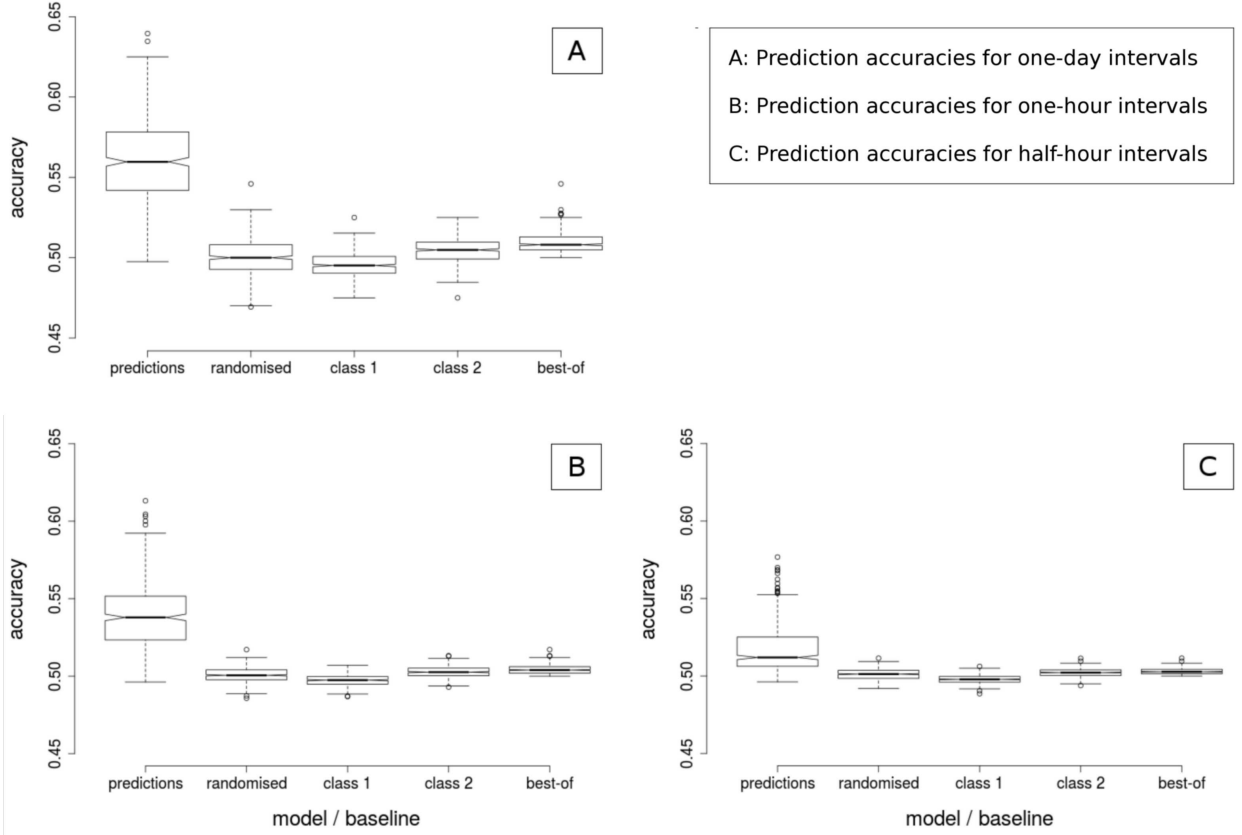 0.65
0.60
0.55
0.50
0.45
accuracy
A
predictions randomised class 1 class 2 best-of
A: Prediction accuracies for one-day intervals
B: Prediction accuracies for one-hour intervals
C: Prediction accuracies for half-hour intervals
0.65
0.60
0.55
0.50
0.45
accuracy
B
predictions randomised class 1 class 2 best-of
model / baseline
0.65
0.60
0.55
0.50
0.45
accuracy
C
predictions randomised class 1 class 2 best-of
model / baseline